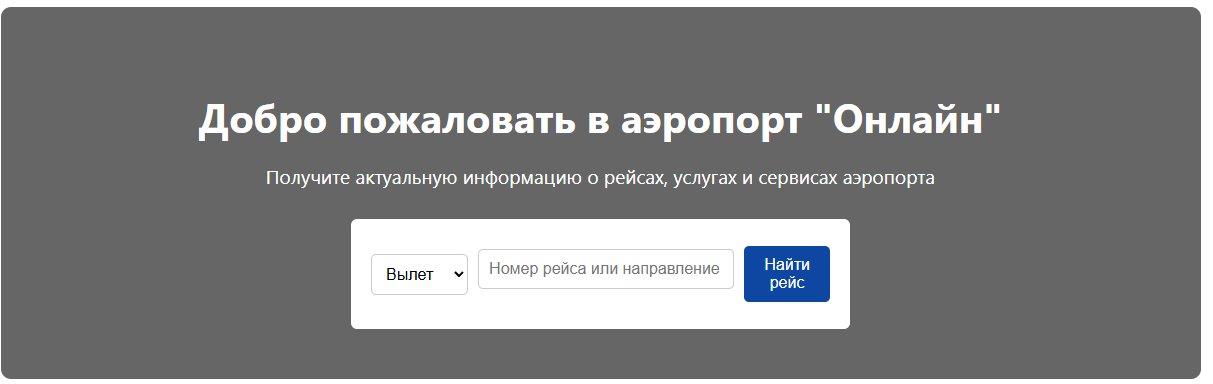 Добро пожаловать в аэропорт "Онлайн"
Получите актуальную информацию о рейсах, услугах и сервисах аэропорта
Вылет
Номер рейса или направление
Найти
рейс